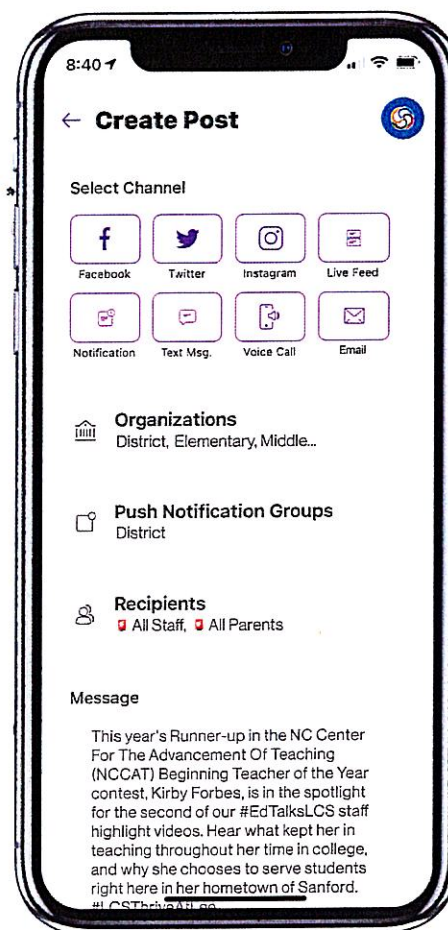 8:40
Create Post
Select Channel
Facebook Twitter Instagram Live Feed
Notification Text Msg. Voice Call Email
Organizations
District, Elementary, Middle...
Push Notification Groups
District
Recipients
All Staff, All Parents
Message
This year's Runner-up in the NC Center
For The Advancement Of Teaching
(NCCAT) Beginning Teacher of the Year
contest, Kirby Forbes, is in the spotlight
for the second of our #EdTalksLCS staff
highlight videos. Hear what kept her in
teaching throughout her time in college,
and why she chooses to serve students
right here in her hometown of Sanford.
#LCSThriveAtLee